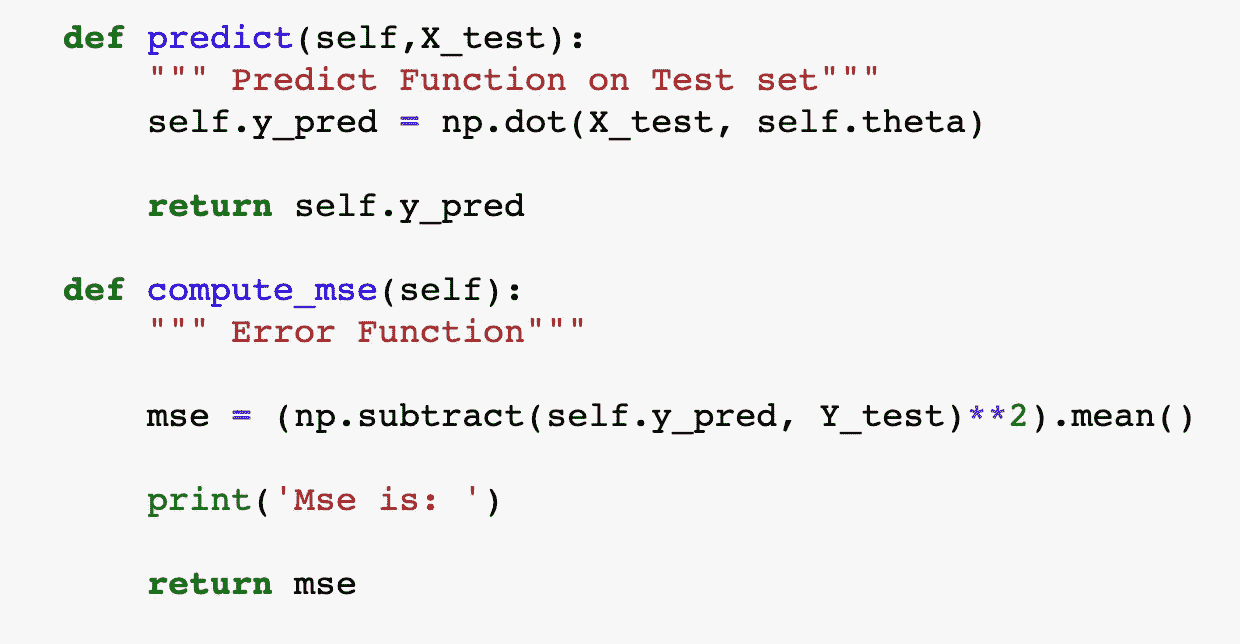 def predict(self,X_test):
    """ Predict Function on Test set"""
    self.y_pred = np.dot(X_test, self.theta)
    return self.y_pred
def compute_mse(self):
    """ Error Function"""
    mse = (np.subtract(self.y_pred, Y_test)**2).mean()
    print('Mse is: ')
    return mse